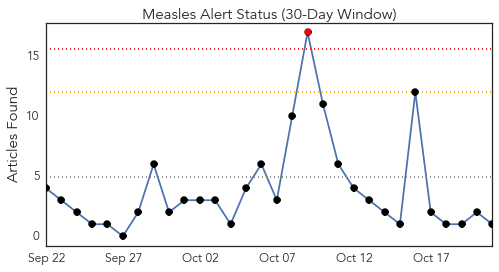 Measles Alert Status (30-Day Window)
Articles Found
15
10
5
0
Sep 22
Sep 27
Oct 02
Oct 07
Oct 12
Oct 17